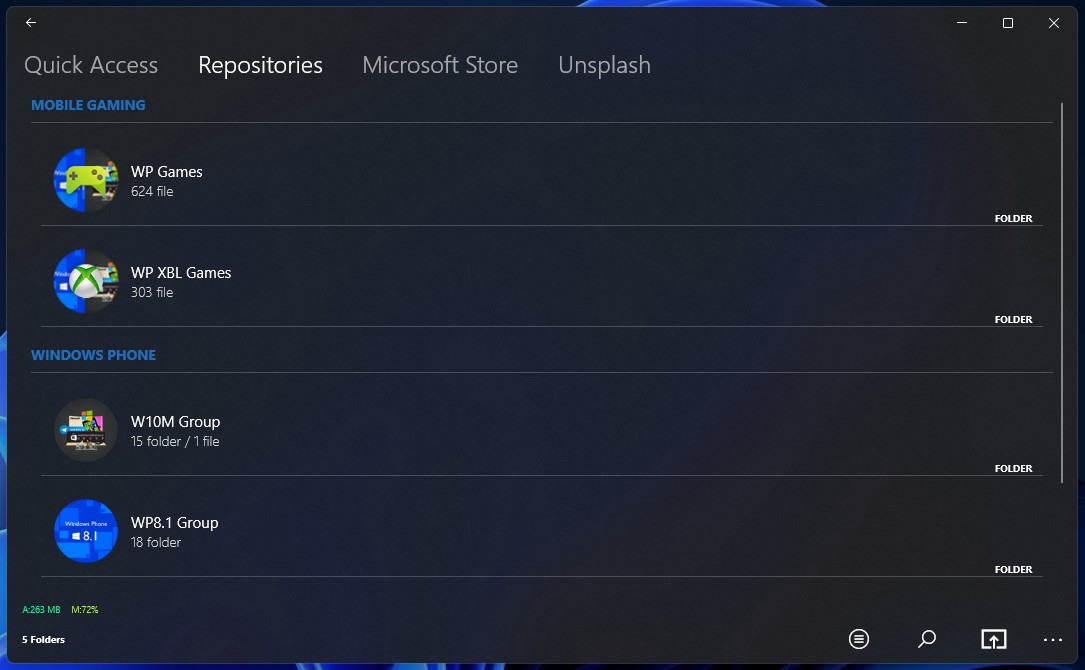 Quick Access Repositories Microsoft Store Unsplash
MOBILE GAMING
WP Games
624 file
FOLDER
WP XBL Games
303 file
FOLDER
WINDOWS PHONE
W10M Group
15 folder / 1 file
FOLDER
Windows Phone
8.1
WP8.1 Group
18 folder
FOLDER
A:263 MB M:72%
5 Folders